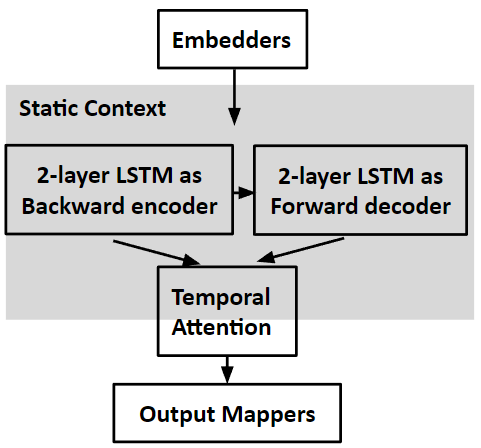 Embedders
Static Context
2-layer LSTM as
Backward encoder
2-layer LSTM as
Forward decoder
Temporal
Attention
Output Mappers